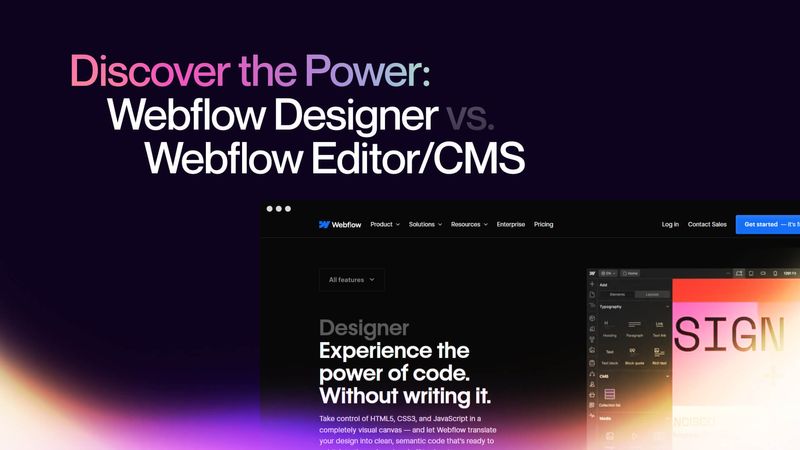 Discover the Power:
Webflow Designer vs.
Webflow Editor/CMS
Webflow Product Solutions Resources Enterprise Pricing Log in Contact Sales Get started — it's
All features
Designer
Experience the
power of code.
Without writing it.
Take control of HTML5, CSS3, and JavaScript in a
completely visual canvas — and let Webflow translate
your design into clean, semantic code that's ready to
Home
Add
Elements Layouts
Typography
Heading Paragraph Text link
Text block Block quote Rich text
CMS
Collection list
Media
SIGN